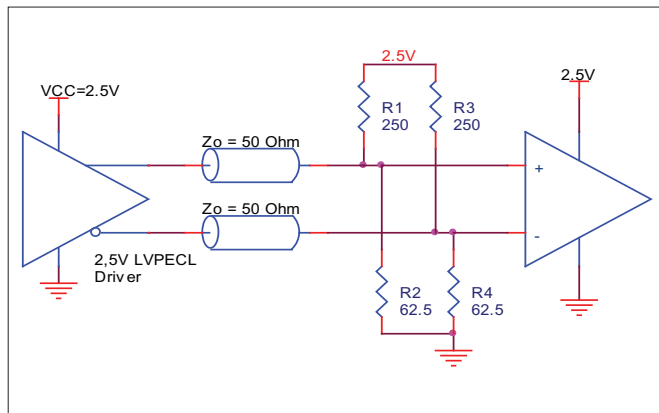 2.5V
VCC=2.5V
2.5V
R1
250
R3
250
Zo = 50 Ohm
+
Zo = 50 Ohm
-
2,5V LVPECL
Driver
R2
62.5
R4
62.5